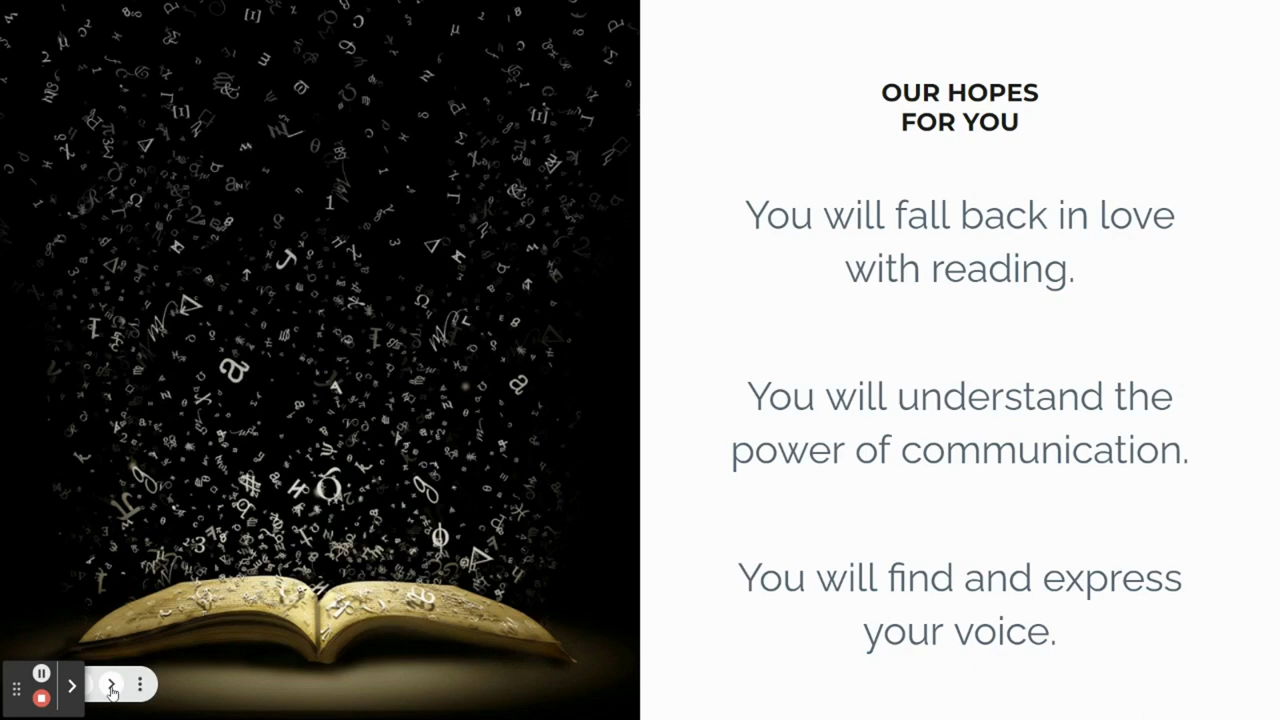 OUR HOPES
FOR YOU
You will fall back in love
with reading.
You will understand the
power of communication.
You will find and express
your voice.